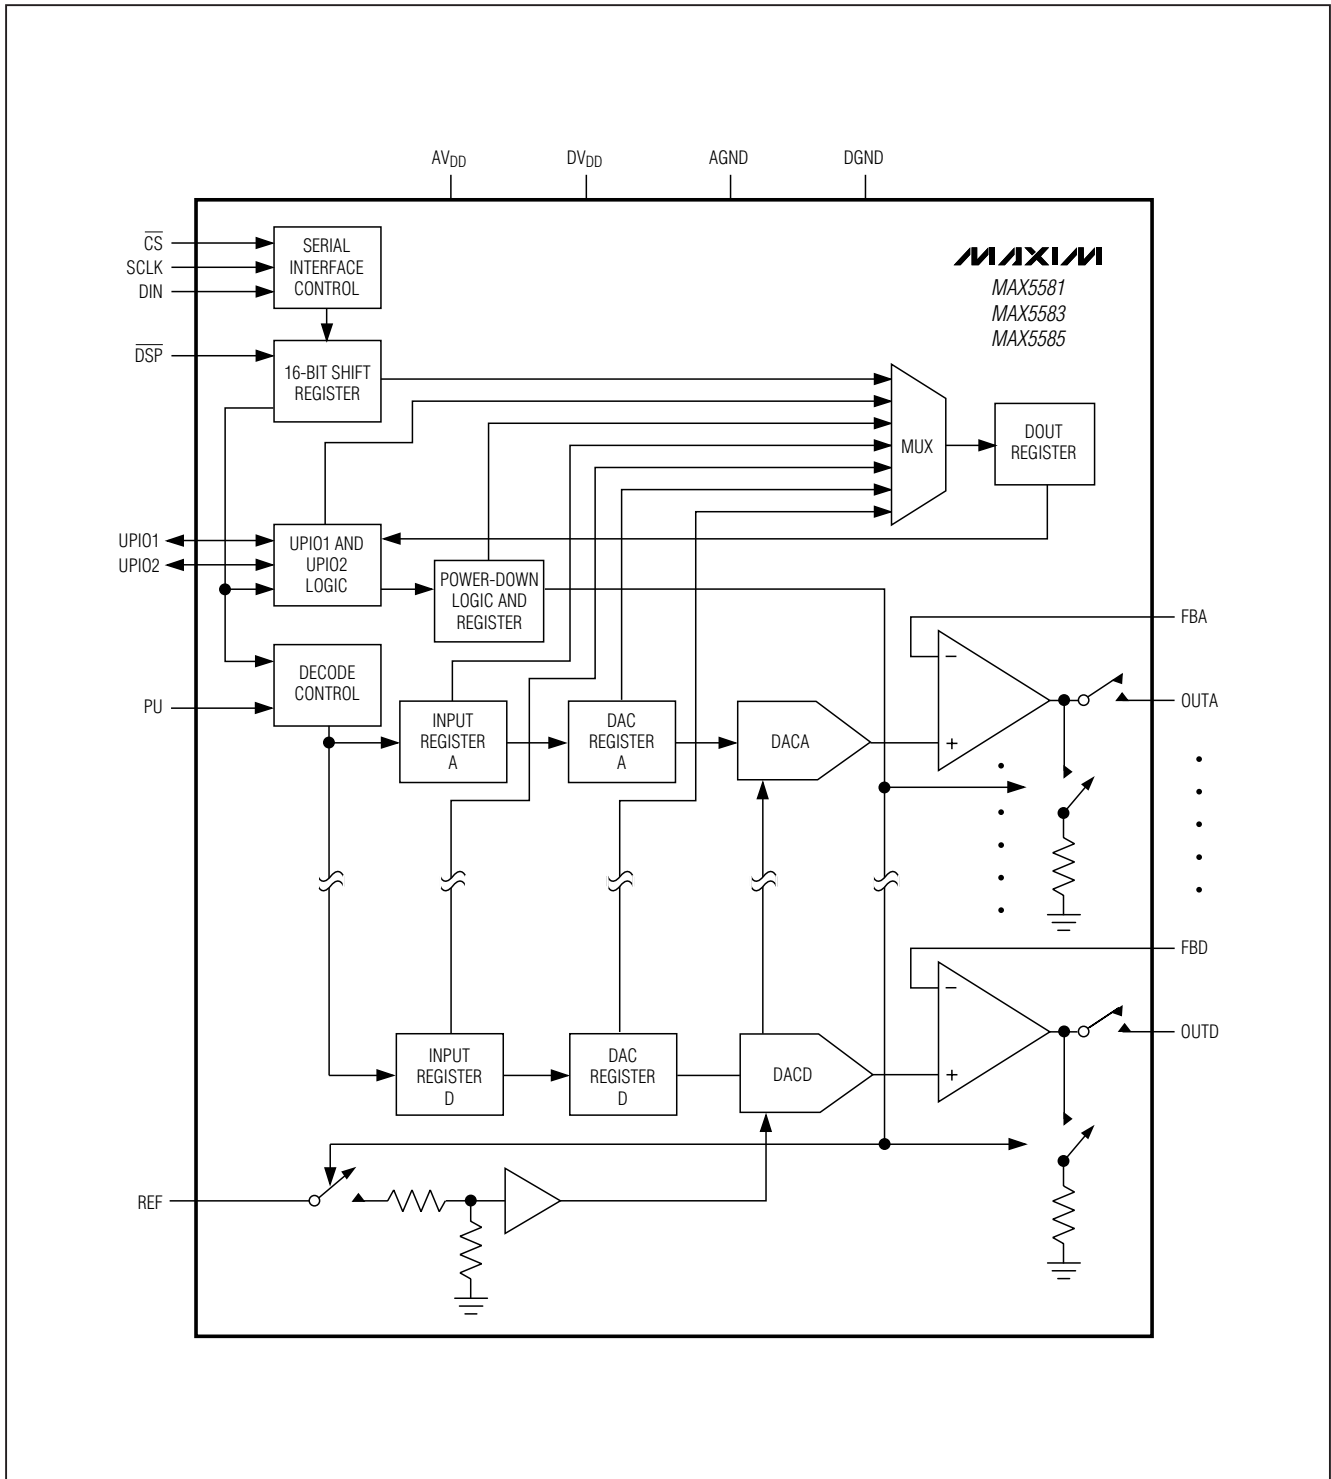 AVDD DVDD AGND DGND
CS
SCLK
DIN
SERIAL
INTERFACE
CONTROL
MAXIM
MAX5581
MAX5583
MAX5585
DSP
16-BIT SHIFT
REGISTER
MUX
DOUT
REGISTER
UPIO1
UPIO2
UPIO1 AND
UPIO2
LOGIC
POWER-DOWN
LOGIC AND
REGISTER
FBA
DECODE
CONTROL
PU
INPUT
REGISTER
A
DAC
REGISTER
A
DACA
−
+
OUTA
FBD
INPUT
REGISTER
D
DAC
REGISTER
D
DACD
−
+
OUTD
REF